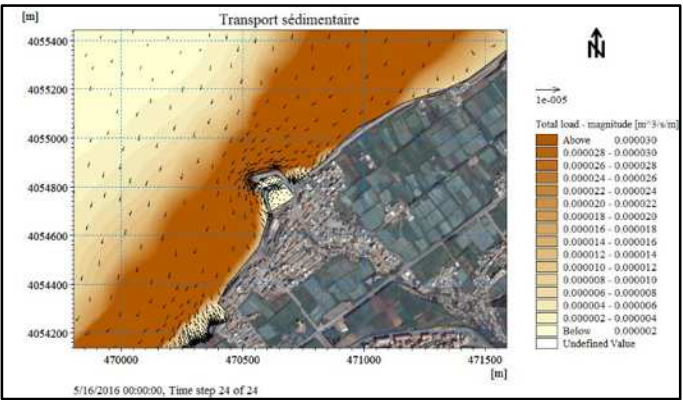 [m]
Transport sédimentaire
N
4055400
4055200
4055000
4054800
4054600
4054400
4054200
470000 470500 471000 471500
[m]
5/16/2016 00:00:00, Time step 24 of 24
1e-005
Total load - magnitude [m^3/s/m]
Above 0.000030
0.000028 - 0.000030
0.000026 - 0.000028
0.000024 - 0.000026
0.000022 - 0.000024
0.000020 - 0.000022
0.000018 - 0.000020
0.000016 - 0.000018
0.000014 - 0.000016
0.000012 - 0.000014
0.000010 - 0.000012
0.000008 - 0.000010
0.000006 - 0.000008
0.000004 - 0.000006
0.000002 - 0.000004
Below 0.000002
Undefined Value